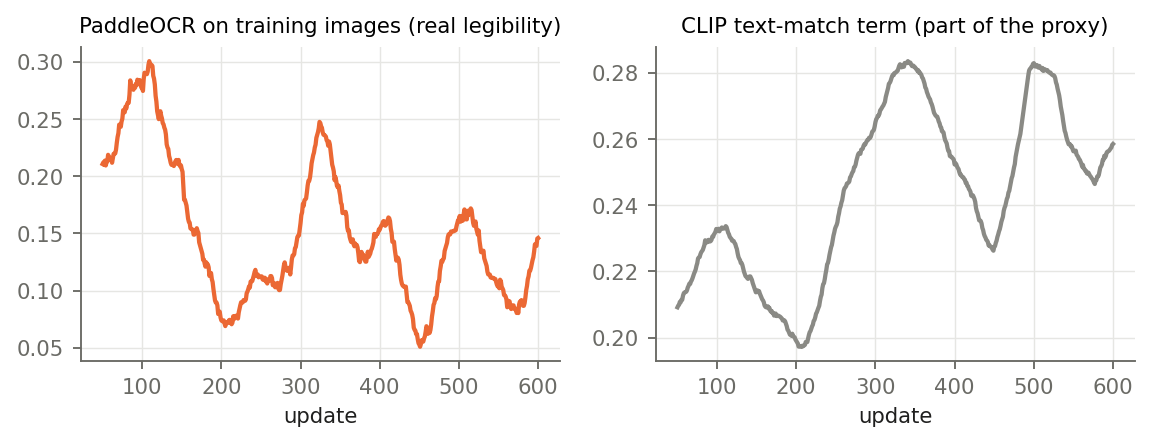 PaddleOCR on training images (real legibility)
0.30
0.25
0.20
0.15
0.10
0.05
100 200 300 400 500 600
update
CLIP text-match term (part of the proxy)
0.28
0.26
0.24
0.22
0.20
100 200 300 400 500 600
update